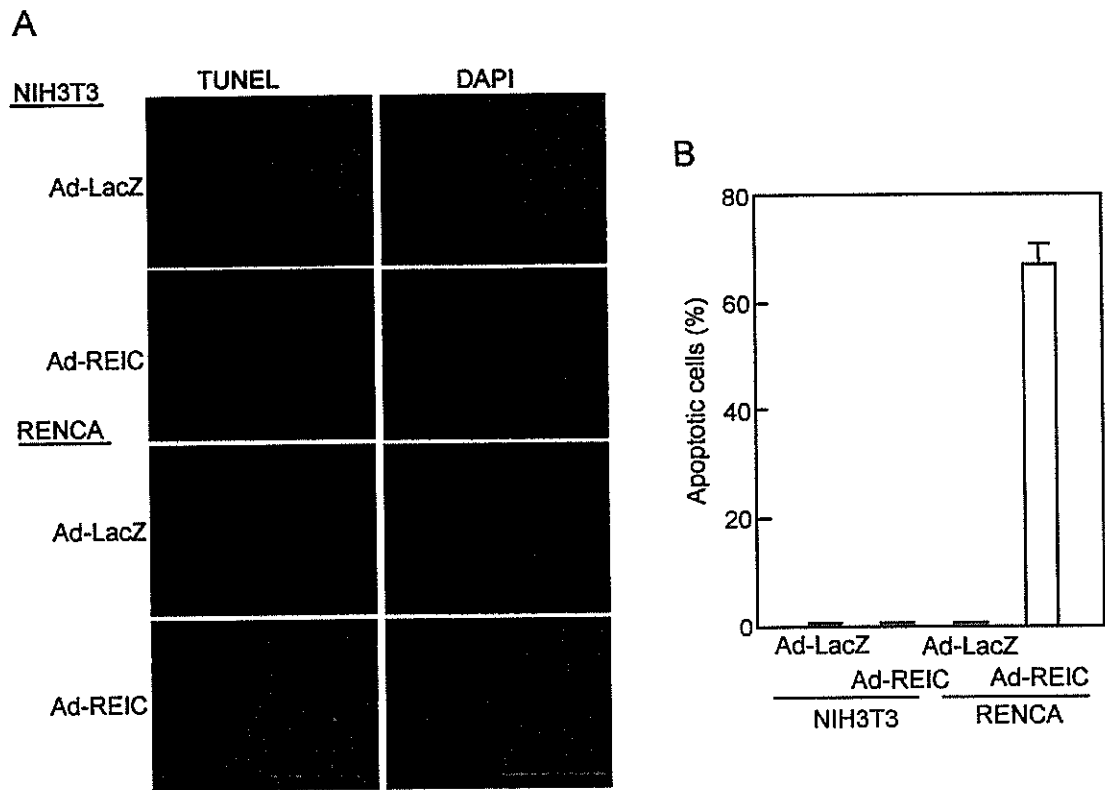 A
TUNEL DAPI
NIH3T3
Ad-LacZ
Ad-REIC
RENCA
Ad-LacZ
Ad-REIC
B
80
60
40
20
0
Apoptotic cells (%)
Ad-LacZ Ad-LacZ
Ad-REIC Ad-REIC
NIH3T3 RENCA